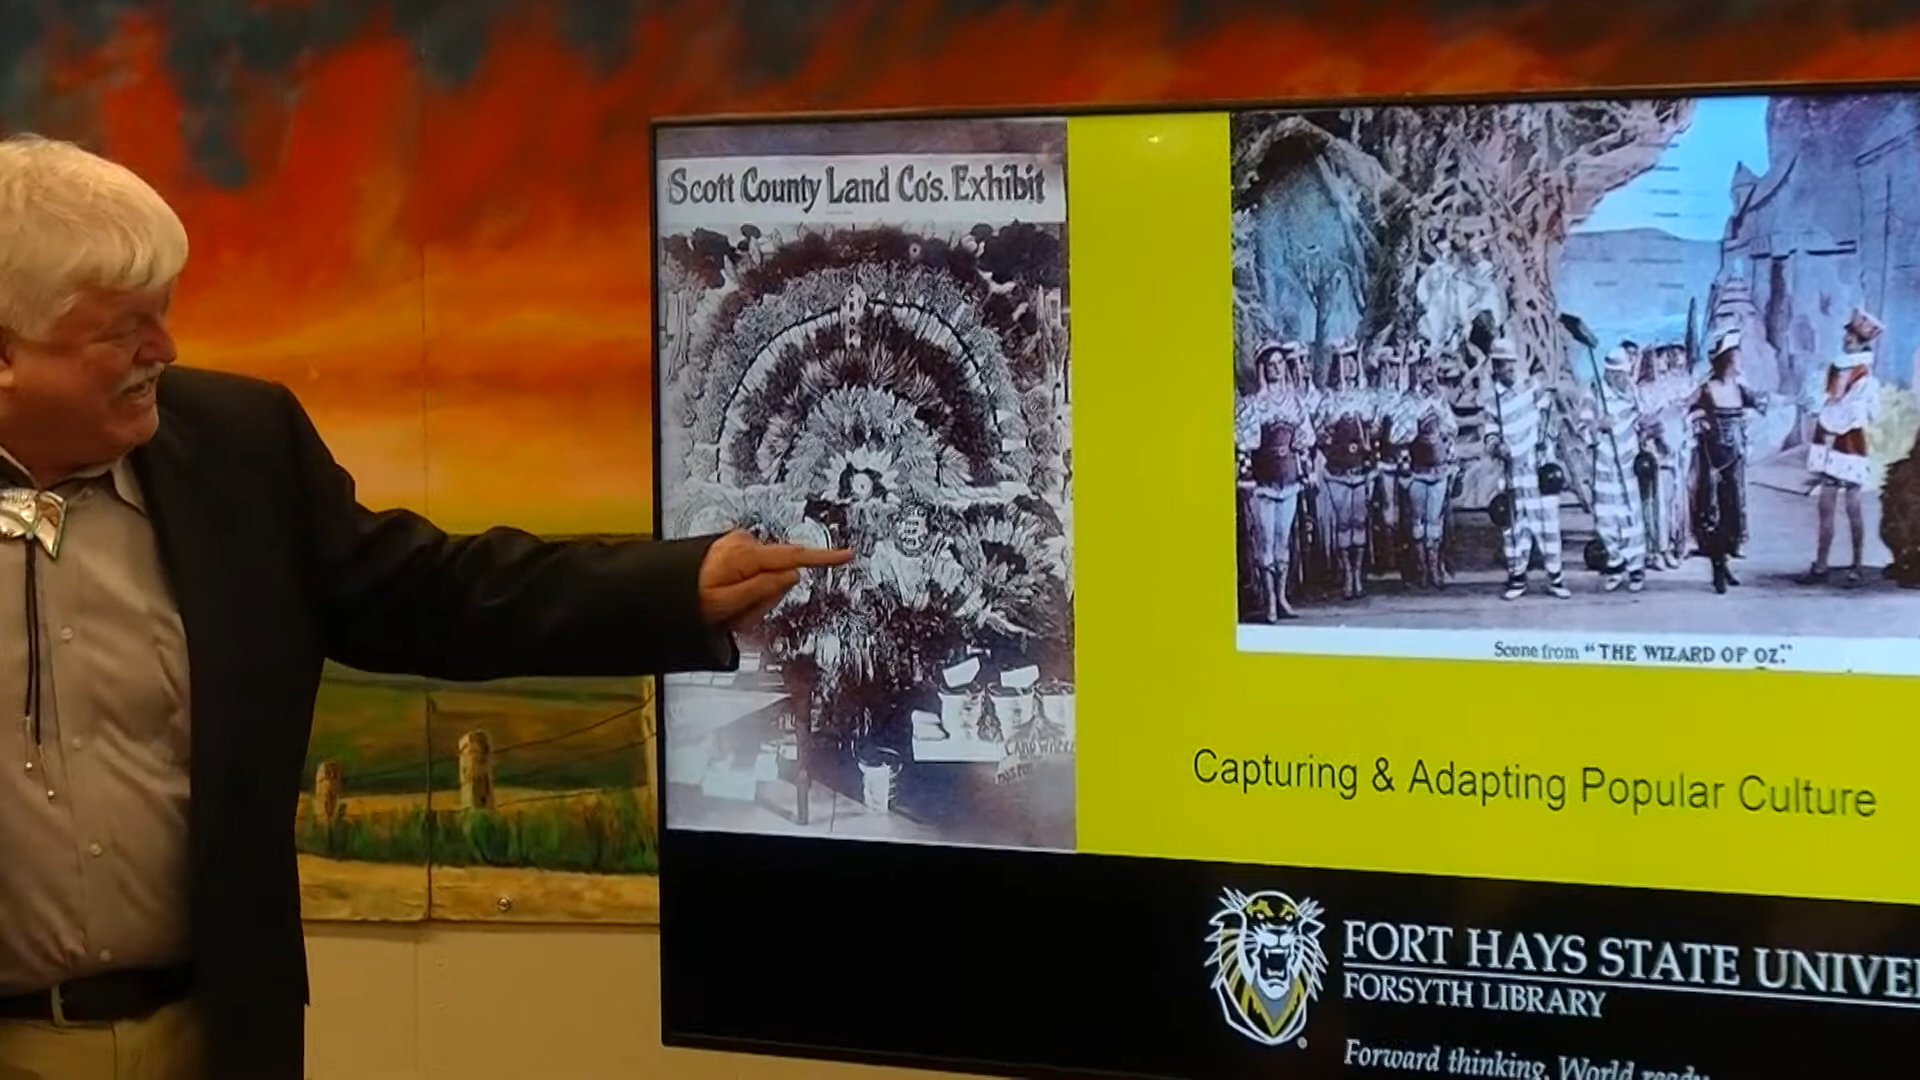 Scott County Land Co's. Exhibit
Scene from "THE WIZARD OF OZ."
Capturing & Adapting Popular Culture
FORT HAYS STATE UNIVE
FORSYTH LIBRARY
Forward thinking, World ready